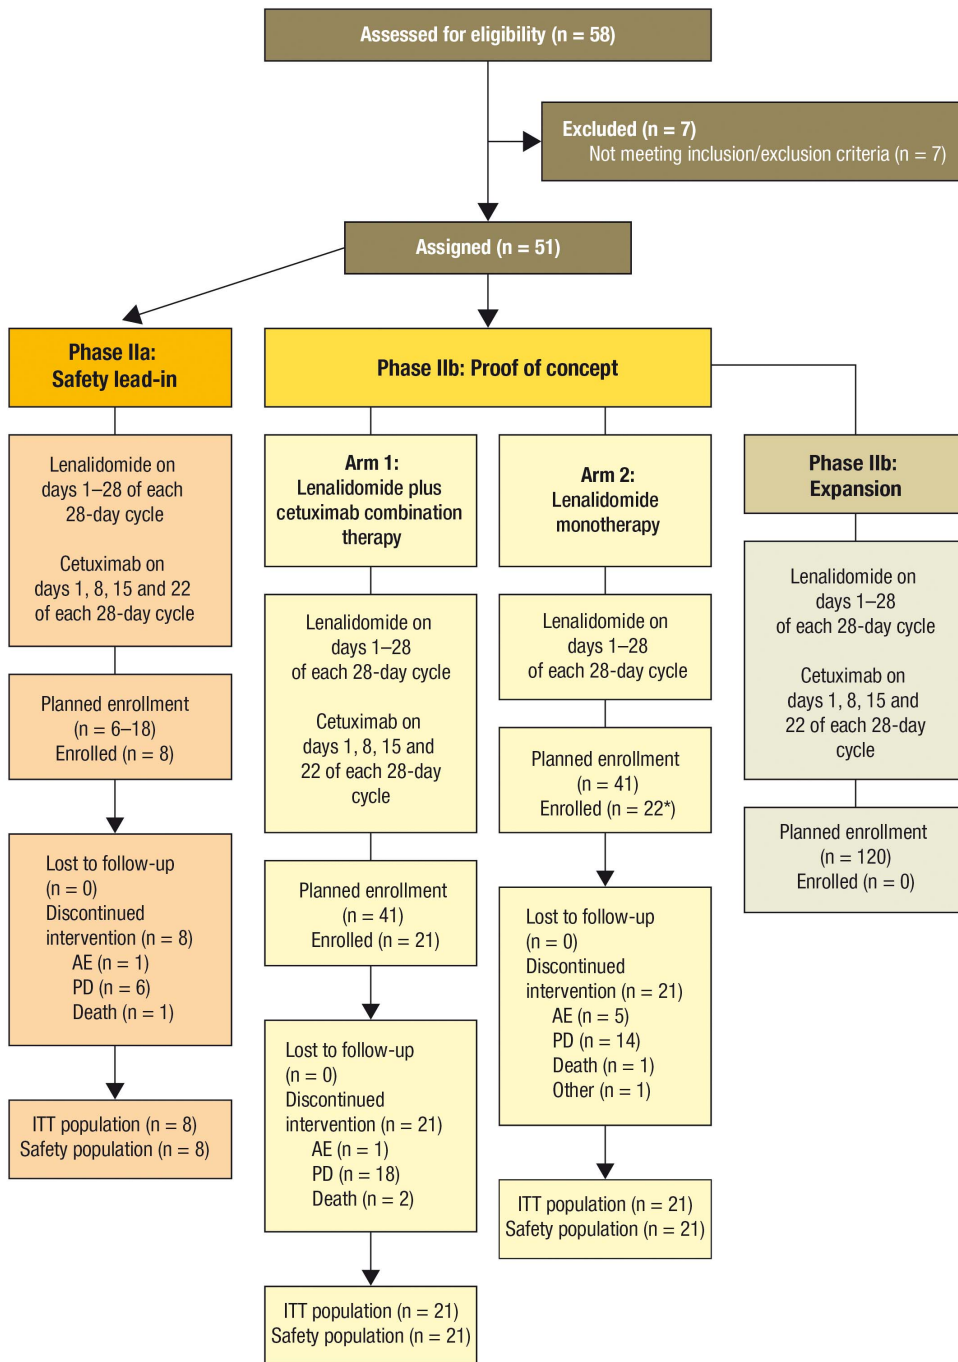 Assessed for eligibility (n = 58)
Excluded (n = 7)
Not meeting inclusion/exclusion criteria (n = 7)
Assigned (n = 51)
Phase IIa:
Safety lead-in
Lenalidomide on
days 1–28 of each
28-day cycle
Cetuximab on
days 1, 8, 15 and 22
of each 28-day cycle
Planned enrollment
(n = 6–18)
Enrolled (n = 8)
Lost to follow-up
(n = 0)
Discontinued
intervention (n = 8)
AE (n = 1)
PD (n = 6)
Death (n = 1)
ITT population (n = 8)
Safety population (n = 8)
Phase IIb: Proof of concept
Arm 1:
Lenalidomide plus
cetuximab combination
therapy
Lenalidomide on
days 1–28
of each 28-day cycle
Cetuximab on
days 1, 8, 15 and
22 of each 28-day
cycle
Planned enrollment
(n = 41)
Enrolled (n = 21)
Lost to follow-up
(n = 0)
Discontinued
intervention (n = 21)
AE (n = 1)
PD (n = 18)
Death (n = 2)
ITT population (n = 21)
Safety population (n = 21)
Arm 2:
Lenalidomide
monotherapy
Lenalidomide on
days 1–28
of each 28-day cycle
Planned enrollment
(n = 41)
Enrolled (n = 22*)
Lost to follow-up
(n = 0)
Discontinued
intervention (n = 21)
AE (n = 5)
PD (n = 14)
Death (n = 1)
Other (n = 1)
ITT population (n = 21)
Safety population (n = 21)
Phase IIb:
Expansion
Lenalidomide on
days 1–28
of each 28-day cycle
Cetuximab on
days 1, 8, 15 and
22 of each 28-day
cycle
Planned enrollment
(n = 120)
Enrolled (n = 0)